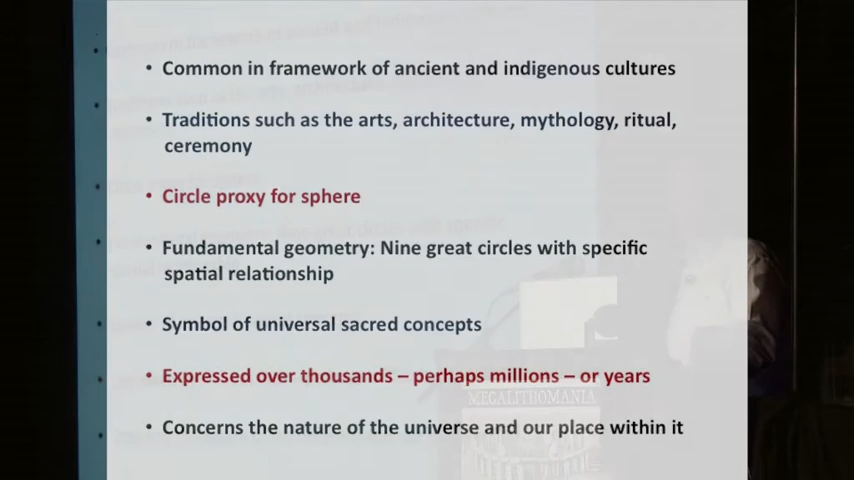 • Common in framework of ancient and indigenous cultures
• Traditions such as the arts, architecture, mythology, ritual,
ceremony
• Circle proxy for sphere
• Fundamental geometry: Nine great circles with specific
spatial relationship
• Symbol of universal sacred concepts
• Expressed over thousands – perhaps millions – or years
MEGALITHOMANIA
• Concerns the nature of the universe and our place within it